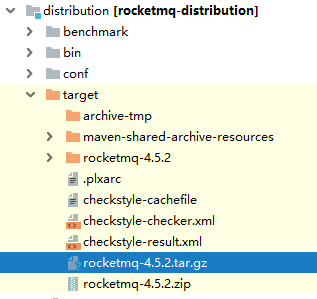 distribution [rocketmq-distribution]
benchmark
bin
conf
target
archive-tmp
maven-shared-archive-resources
rocketmq-4.5.2
.plxarc
checkstyle-cachefile
checkstyle-checker.xml
checkstyle-result.xml
rocketmq-4.5.2.tar.gz
rocketmq-4.5.2.zip